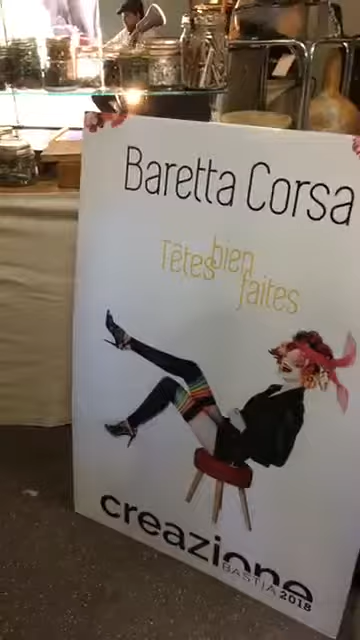 Baretta Corsa
Têtes bien
faites
creazione
BASTIA 2018